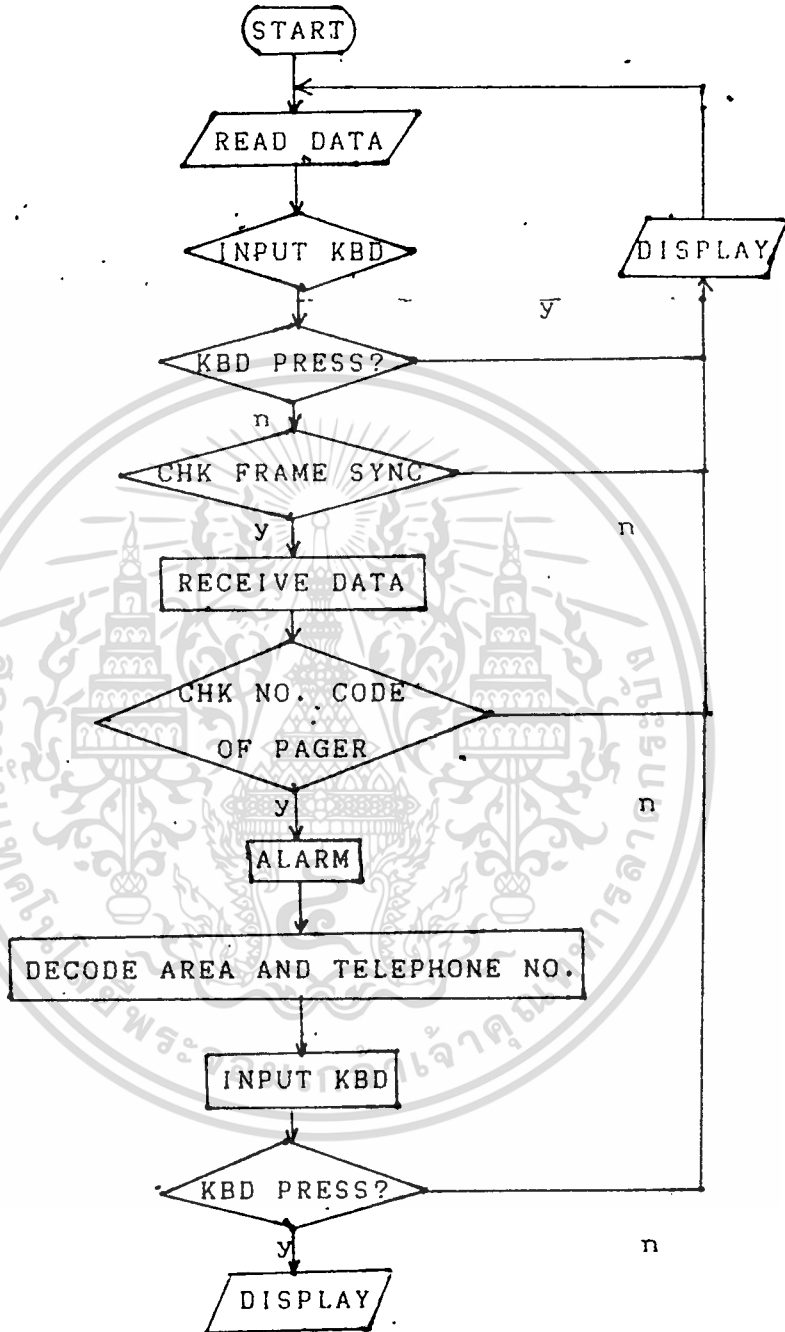 START
READ DATA
INPUT KBD
DISPLAY
y
KBD PRESS?
n
CHK FRAME SYNC
y
n
RECEIVE DATA
CHK NO. CODE
OF PAGER
y
n
ALARM
DECODE AREA AND TELEPHONE NO.
INPUT KBD
KBD PRESS?
y
n
DISPLAY